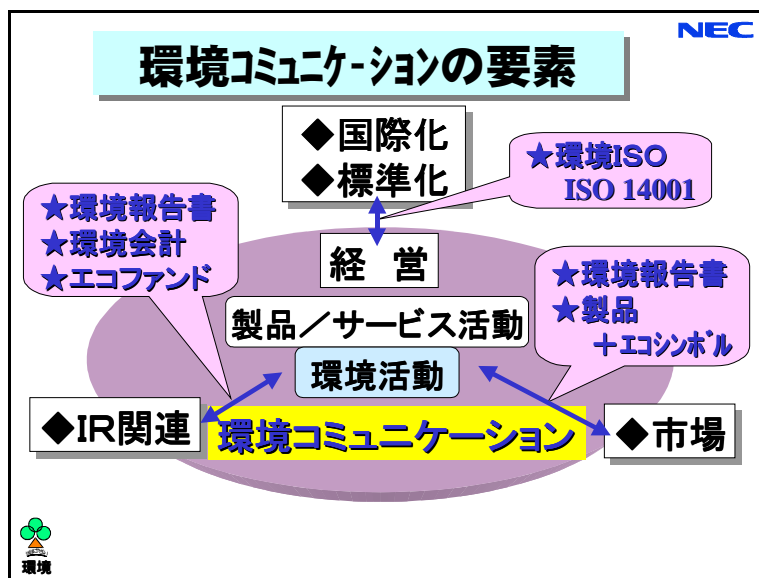 NEC
環境ｺﾐｭﾆｹｰｼｮﾝの要素
◆国際化
◆標準化
★環境ISO
ISO 14001
★環境報告書
★環境会計
★エコファンド
経 営
製品／サービス活動
環境活動
★環境報告書
★製品
＋エコシンボル
◆IR関連
環境コミュニケーション
◆市場
環境